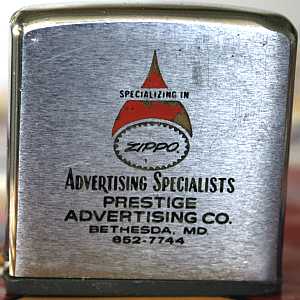 SPECIALIZING IN
ZIPPO
ADVERTISING SPECIALISTS
PRESTIGE
ADVERTISING CO.
BETHESDA, MD.
652-7744